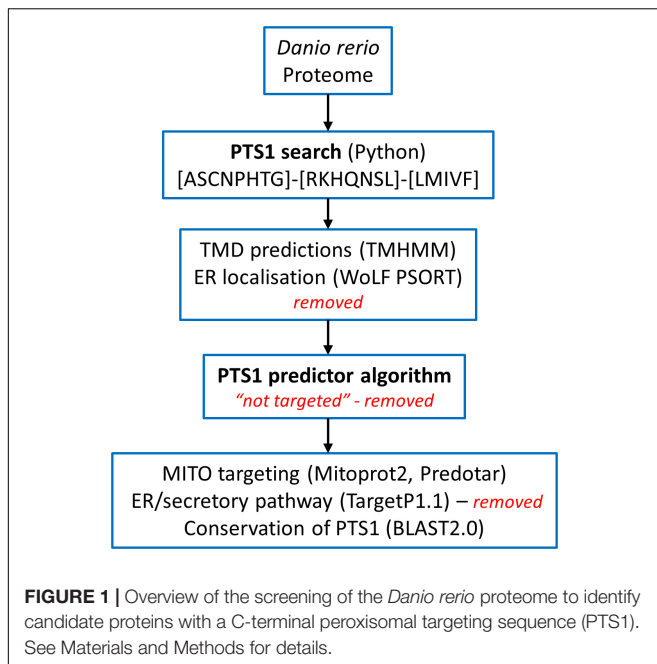 Danio rerio
Proteome
PTS1 search (Python)
[ASCNPHTG]-[RKHQNSL]-[LMIVF]
TMD predictions (TMHMM)
ER localisation (WoLF PSORT)
removed
PTS1 predictor algorithm
“not targeted” - removed
MITO targeting (Mitoprot2, Predotar)
ER/secretory pathway (TargetP1.1) – removed
Conservation of PTS1 (BLAST2.0)
FIGURE 1 | Overview of the screening of the Danio rerio proteome to identify
candidate proteins with a C-terminal peroxisomal targeting sequence (PTS1).
See Materials and Methods for details.